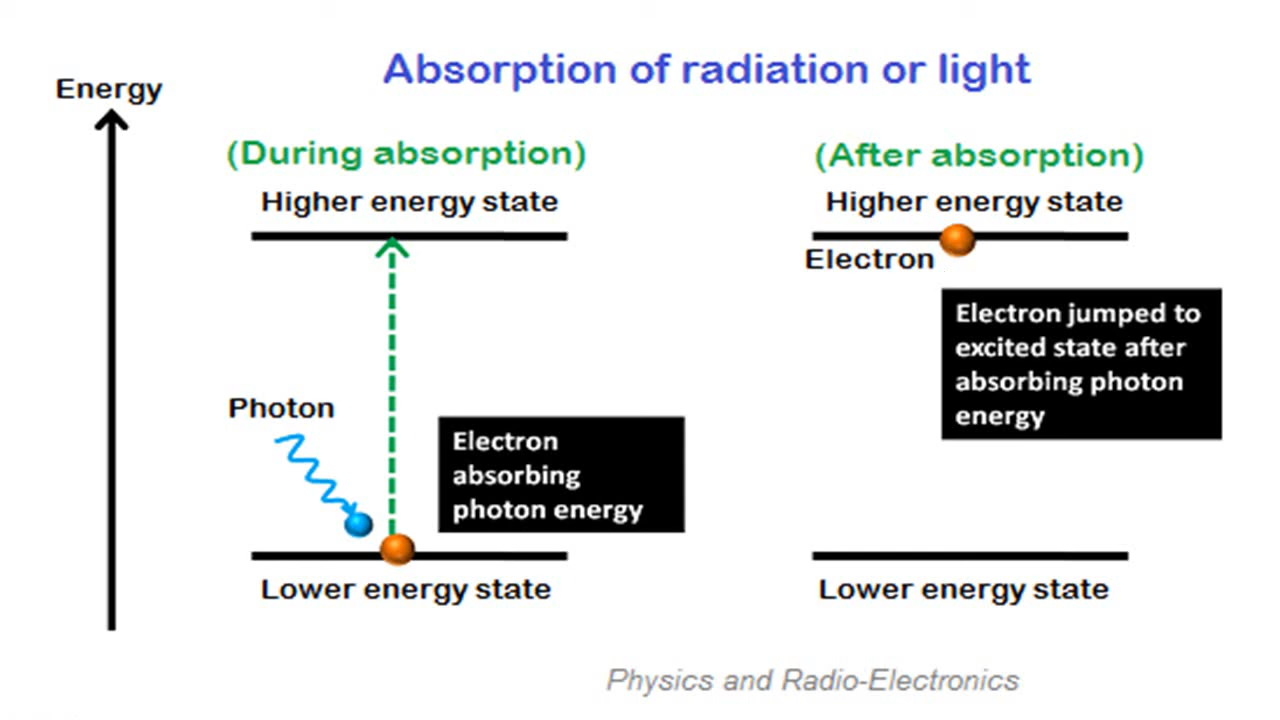 Absorption of radiation or light
Energy
(During absorption)
Higher energy state
Photon
Electron
absorbing
photon energy
Lower energy state
(After absorption)
Higher energy state
Electron
Electron jumped to
excited state after
absorbing photon
energy
Lower energy state
Physics and Radio-Electronics